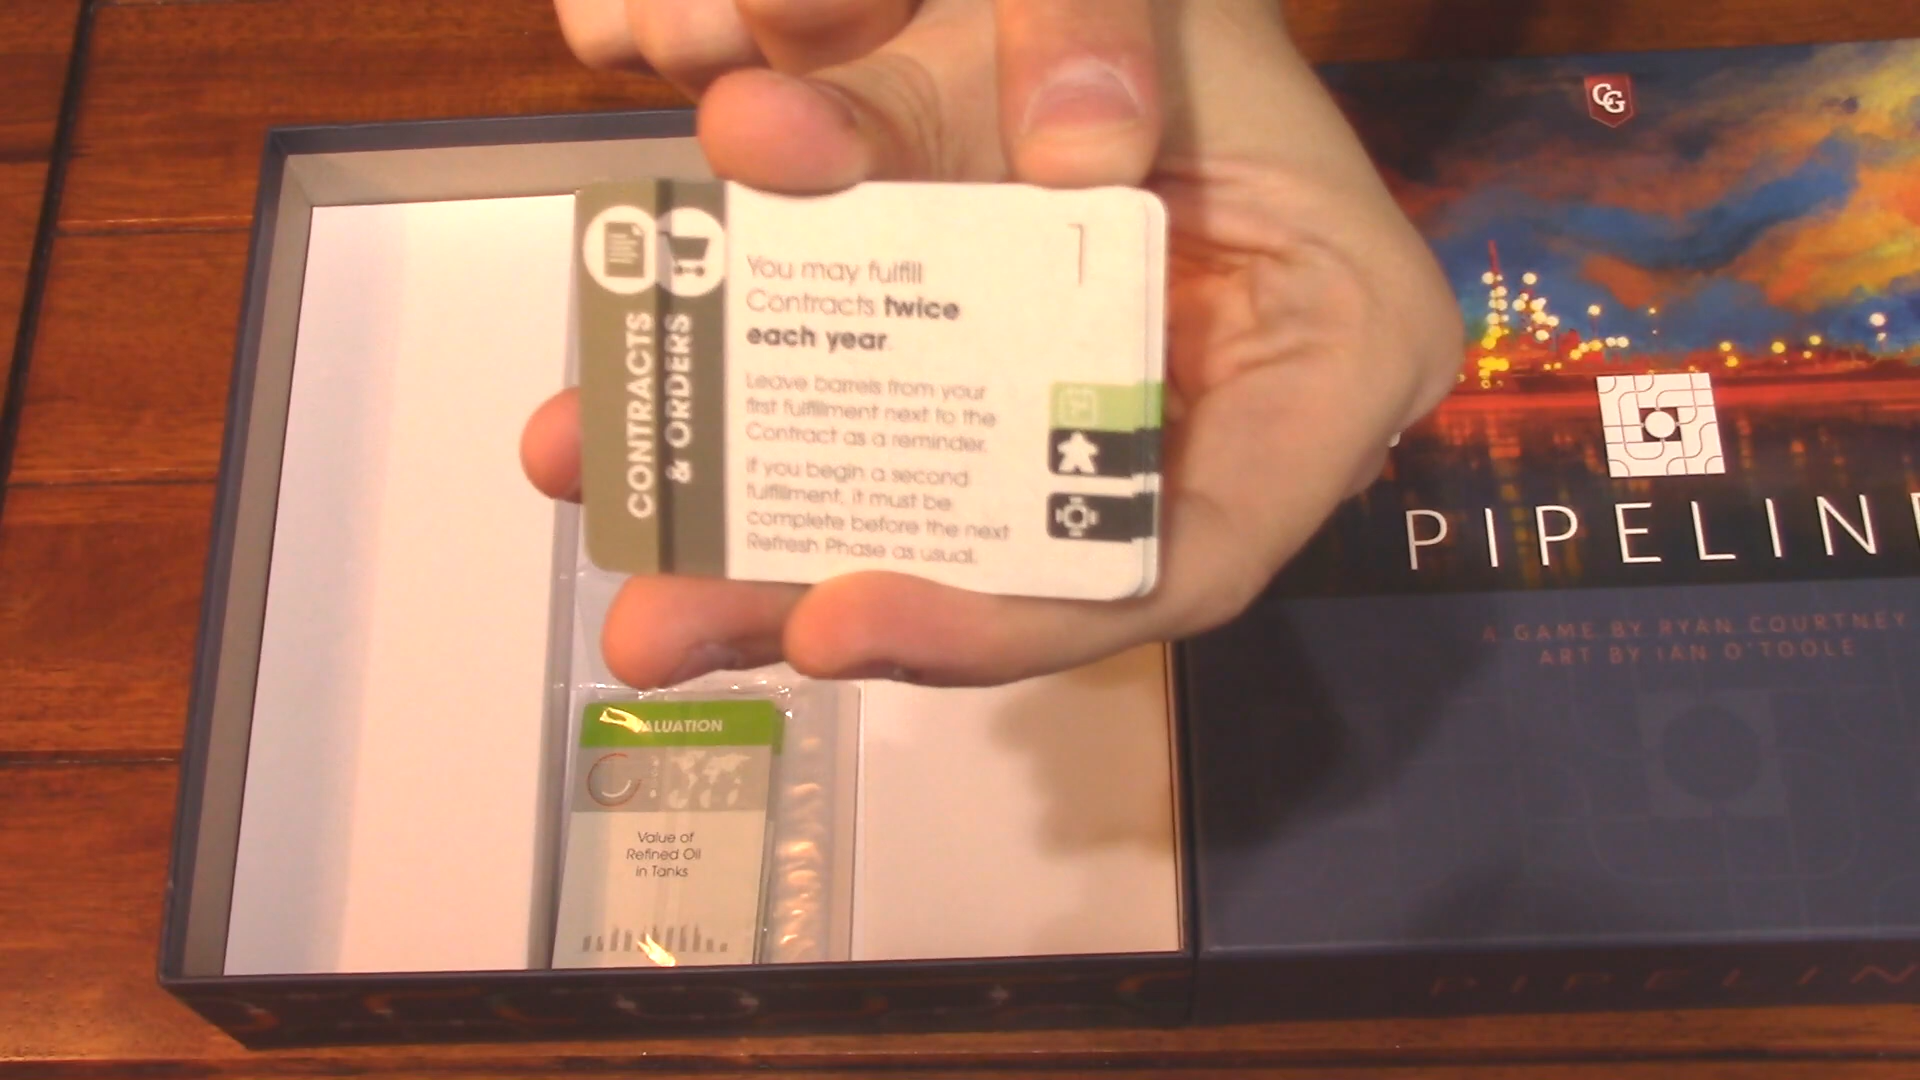 CONTRACTS
& ORDERS
1
You may fulfill
Contracts twice
each year.
Leave barrels from your
first fulfillment next to the
Contract as a reminder.
If you begin a second
fulfillment, it must be
complete before the next
Refresh Phase as usual.
ALUATION
Value of
Refined Oil
in Tanks
CG
PIPELIN
A GAME BY RYAN COURTNEY
ART BY IAN O'TOOLE
PIPELIN